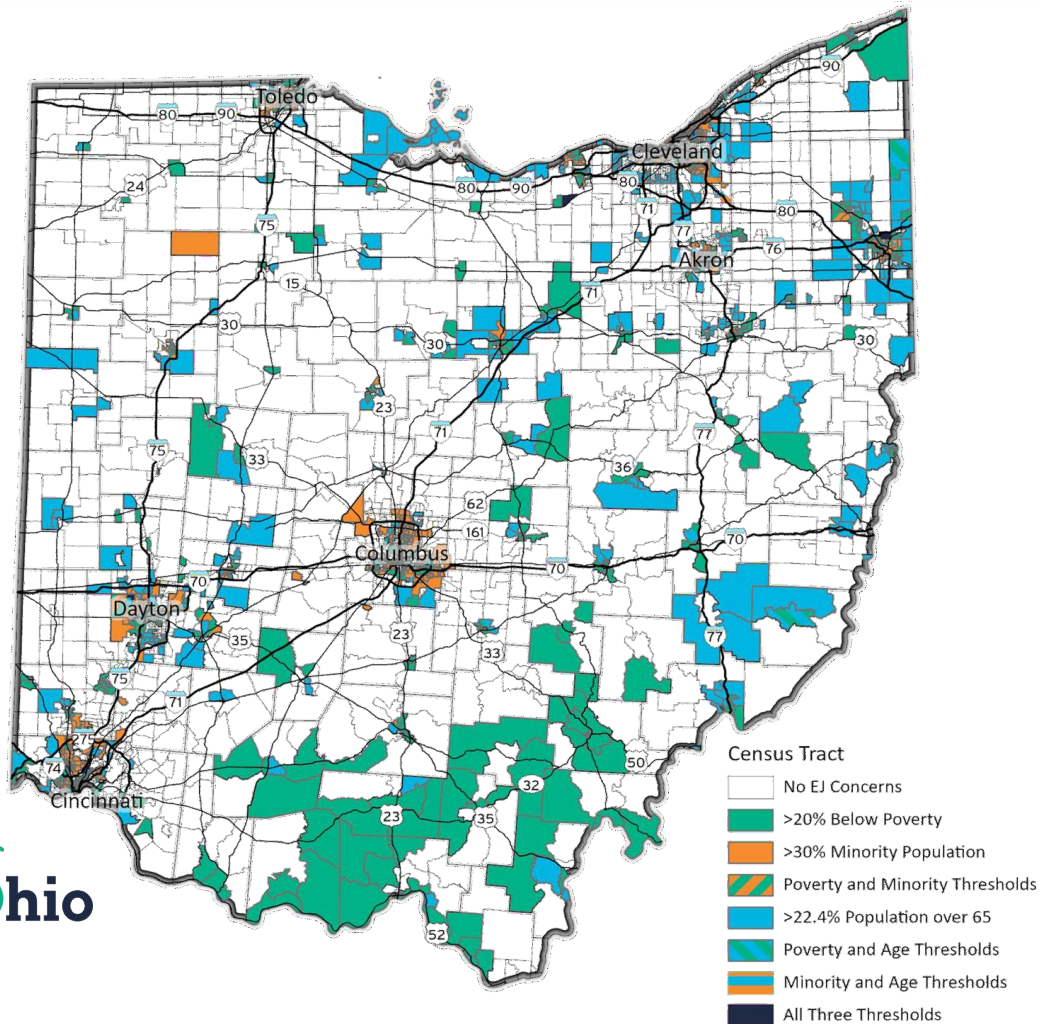 90
Toledo
80
90
Cleveland
24
80
90
80
71
80
75
77
76
Akron
15
71
30
30
30
23
71
77
75
33
36
62
161
70
Columbus
70
70
Dayton
35
23
33
77
75
71
275
74
50
Cincinnati
32
23
35
52
hio
Census Tract
No EJ Concerns
>20% Below Poverty
>30% Minority Population
Poverty and Minority Thresholds
>22.4% Population over 65
Poverty and Age Thresholds
Minority and Age Thresholds
All Three Thresholds